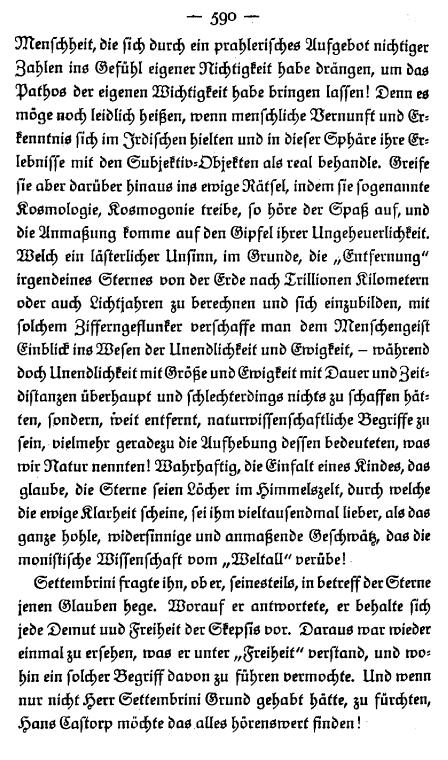 — 590 —
Menschheit, die sich durch ein prahlerisches Aufgebot nichtiger
Zahlen ins Gefühl eigener Nichtigkeit habe drängen, um das
Pathos der eigenen Wichtigkeit habe bringen lassen! Denn es
möge noch leidlich heißen, wenn menschliche Vernunft und Er-
kenntnis sich im Irdischen hielten und in dieser Sphäre ihre Er-
lebnisse mit den Subjektiv-Objekten als real behandle. Greife
sie aber darüber hinaus ins ewige Rätsel, indem sie sogenannte
Kosmologie, Kosmogonie treibe, so höre der Spaß auf, und
die Anmaßung komme auf den Gipfel ihrer Ungeheuerlichkeit.
Welch ein lästerlicher Unsinn, im Grunde, die „Entfernung“
irgendeines Sternes von der Erde nach Trillionen Kilometern
oder auch Lichtjahren zu berechnen und sich einzubilden, mit
solchem Zifferngeflunker verschaffe man dem Menschengeist
Einblick ins Wesen der Unendlichkeit und Ewigkeit, – während
doch Unendlichkeit mit Größe und Ewigkeit mit Dauer und Zeit-
distanzen überhaupt und schlechterdings nichts zu schaffen hät-
ten, sondern, weit entfernt, naturwissenschaftliche Begriffe zu
sein, vielmehr geradezu die Aufhebung dessen bedeuteten, was
wir Natur nennten! Wahrhaftig, die Einfalt eines Kindes, das
glaube, die Sterne seien Löcher im Himmelszelt, durch welche
die ewige Klarheit scheine, sei ihm vieltausendmal lieber, als das
ganze hohle, widersinnige und anmaßende Geschwätz, das die
monistische Wissenschaft vom „Weltall“ verübe!
Settembrini fragte ihn, ob er, seinesteils, in betreff der Sterne
jenen Glauben hege. Worauf er antwortete, er behalte sich
jede Demut uud Freiheit der Skepsis vor. Daraus war wieder
einmal zu ersehen, was er unter „Freiheit“ verstand, und wo-
hin ein solcher Begriff davon zu führen vermochte. Und wenn
nur nicht Herr Settembrini Grund gehabt hätte, zu fürchten,
Hans Castorp möchte das alles hörenswert finden!